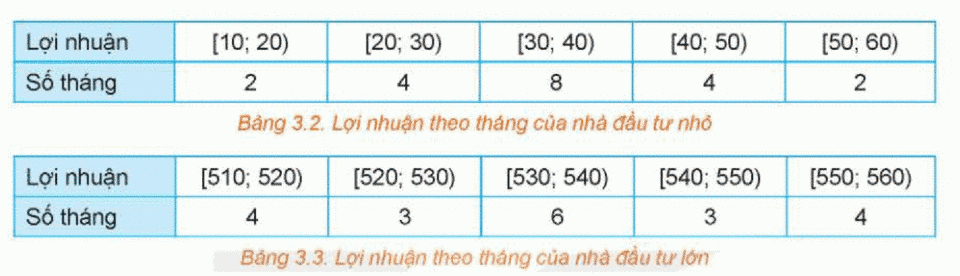 Lợi nhuận [10; 20) [20; 30) [30; 40) [40; 50) [50; 60)
Số tháng 2 4 8 4 2
Bảng 3.2. Lợi nhuận theo tháng của nhà đầu tư nhỏ
Lợi nhuận [510; 520) [520; 530) [530; 540) [540; 550) [550; 560)
Số tháng 4 3 6 3 4
Bảng 3.3. Lợi nhuận theo tháng của nhà đầu tư lớn